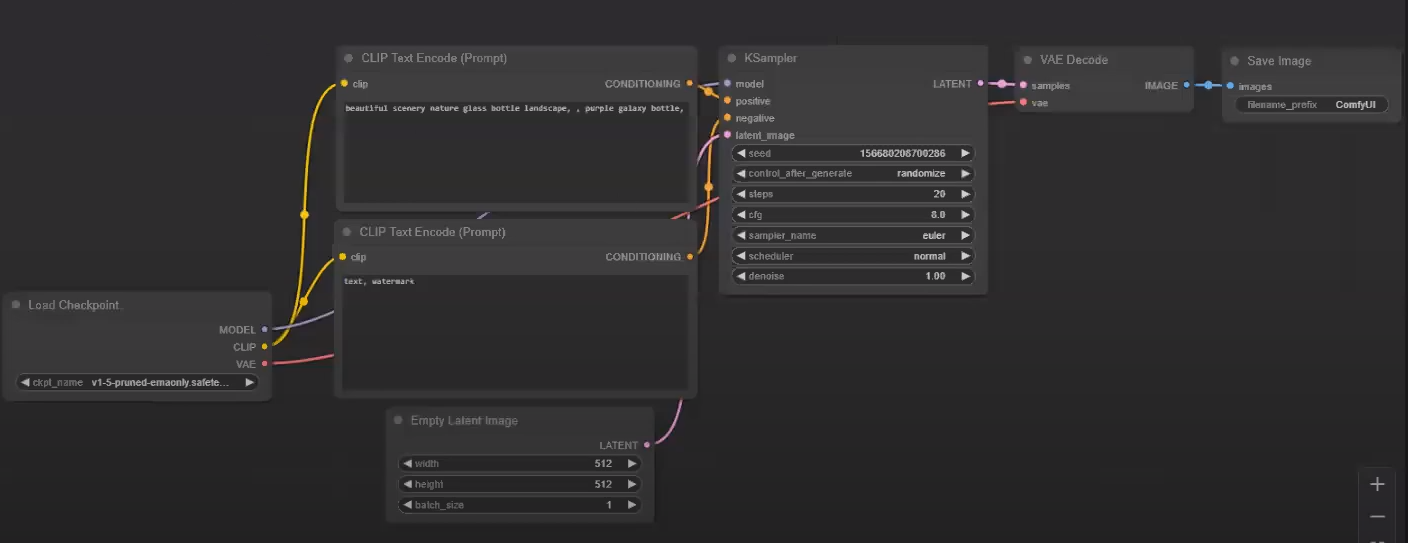 CLIP Text Encode (Prompt)
clip CONDITIONING
beautiful scenery nature glass bottle landscape, , purple galaxy bottle,
CLIP Text Encode (Prompt)
clip CONDITIONING
text, watermark
Load Checkpoint
MODEL
CLIP
VAE
ckpt_name v1-5-pruned-emaonly.safete...
Empty Latent Image
LATENT
width 512
height 512
batch_size 1
KSampler
model LATENT
positive
negative
latent_image
seed 156680208700286
control_after_generate randomize
steps 20
cfg 8.0
sampler_name euler
scheduler normal
denoise 1.00
VAE Decode
samples IMAGE
vae
Save Image
images
filename_prefix ComfyUI